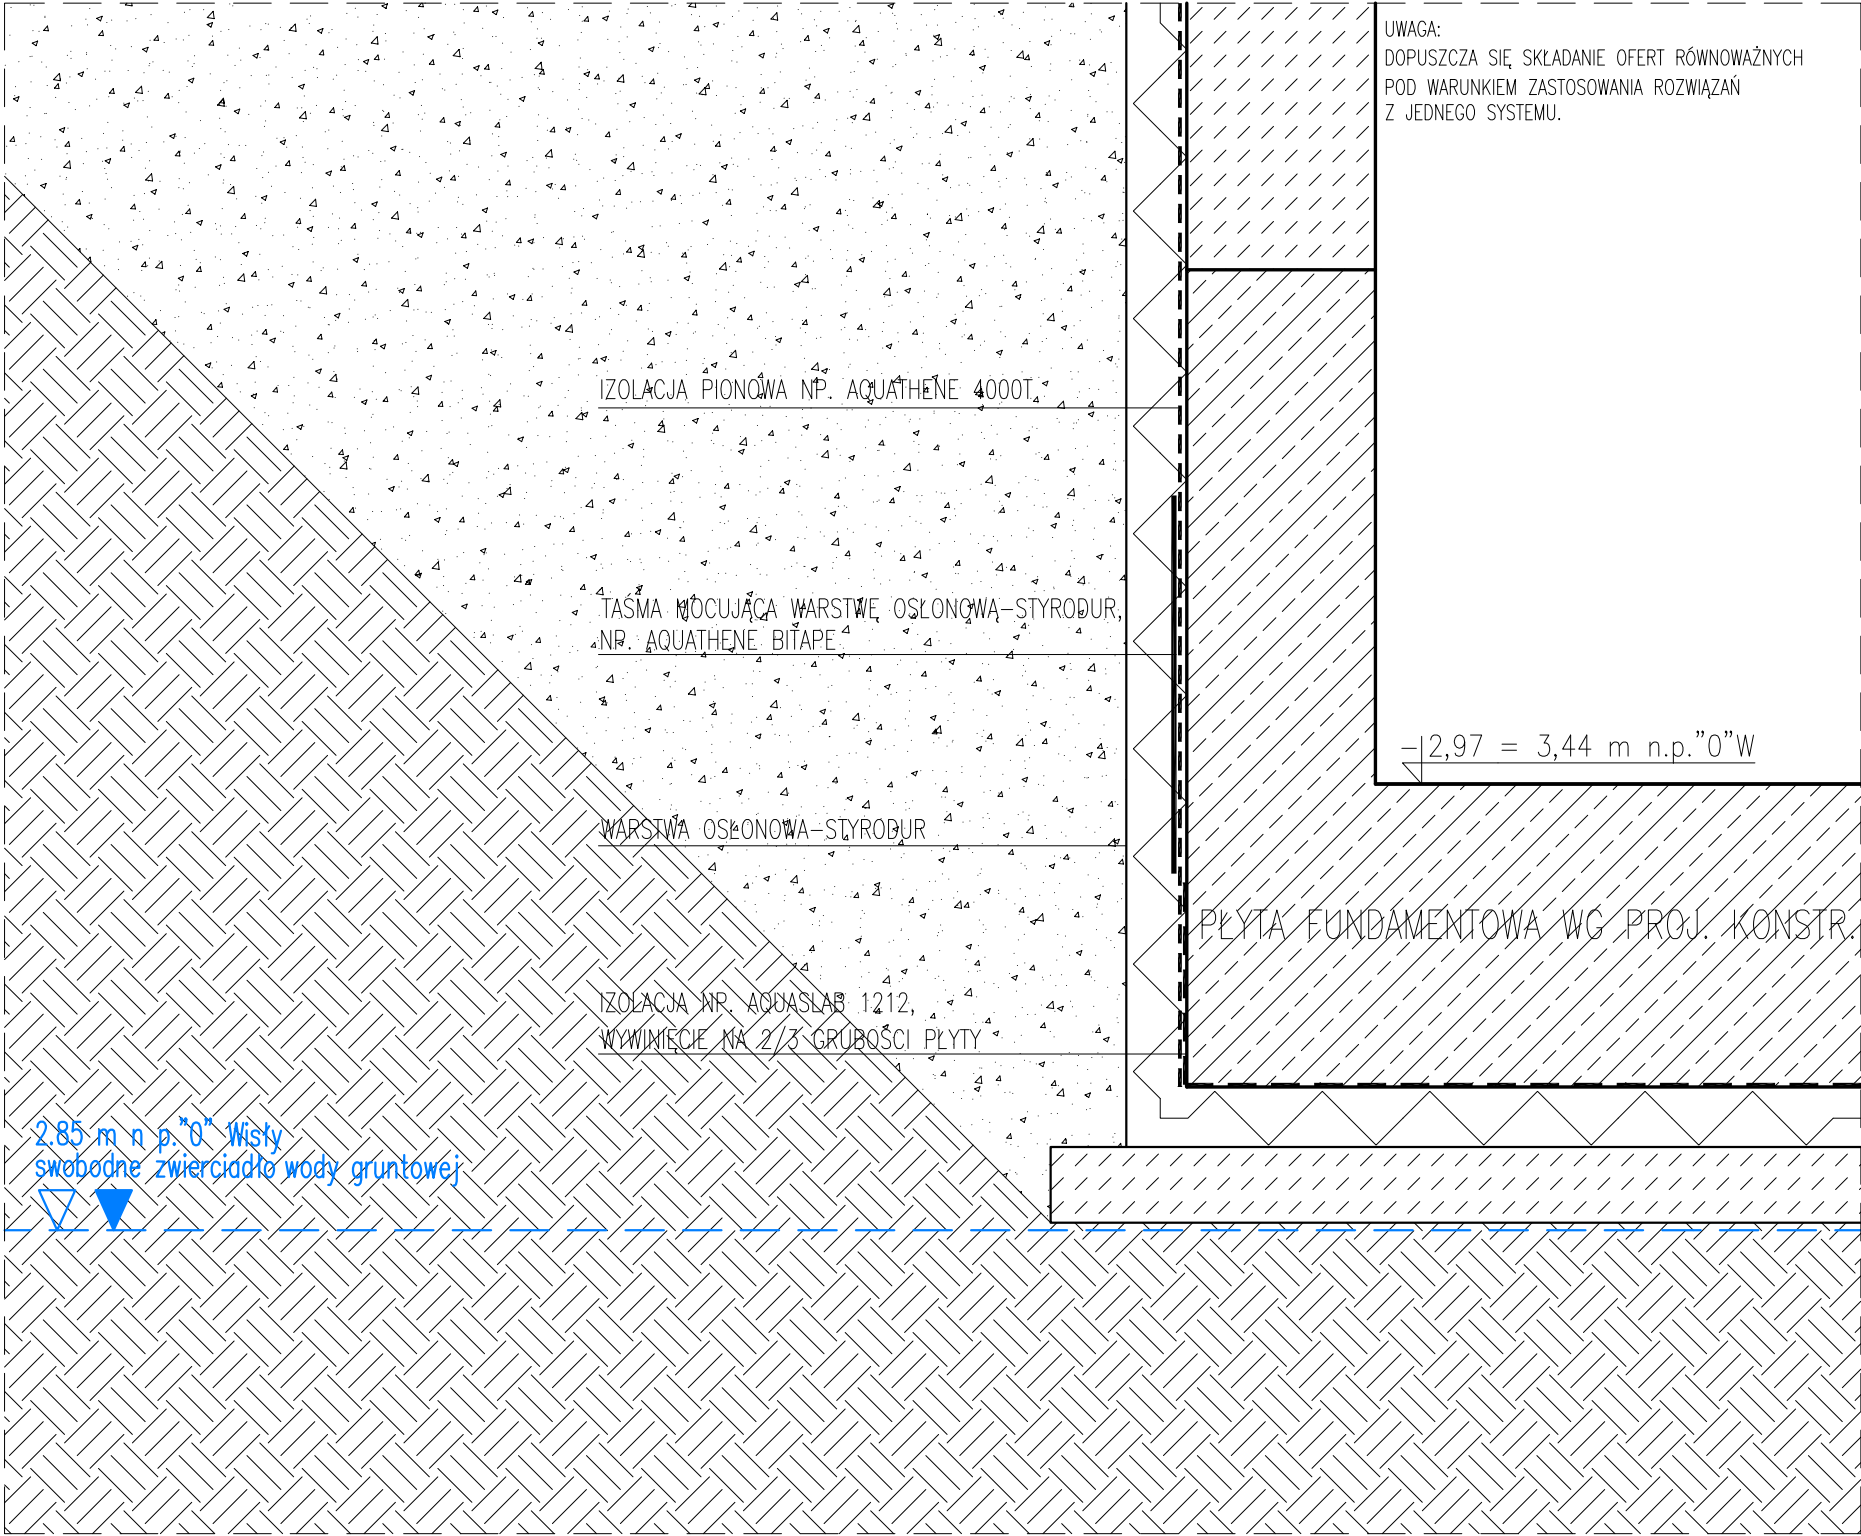 UWAGA:
DOPUSZCZA SIĘ SKŁADANIE OFERT RÓWNOWAŻNYCH
POD WARUNKIEM ZASTOSOWANIA ROZWIĄZAŃ
Z JEDNEGO SYSTEMU.
IZOLACJA PIONOWA NP. AQUATHENE 4000T
TAŚMA MOCUJĄCA WARSTWĘ OSŁONOWĄ-STYRODUR,
NP. AQUATHENE BITAPE
-2,97 = 3,44 m n.p."0"W
WARSTWA OSŁONOWA-STYRODUR
PŁYTA FUNDAMENTOWA WG PROJ. KONSTR.
IZOLACJA NP. AQUASLAB 1212,
WYWINIĘCIE NA 2/3 GRUBOŚCI PŁYTY
2.85 m n p."0" Wisły
swobodne zwierciadło wody gruntowej